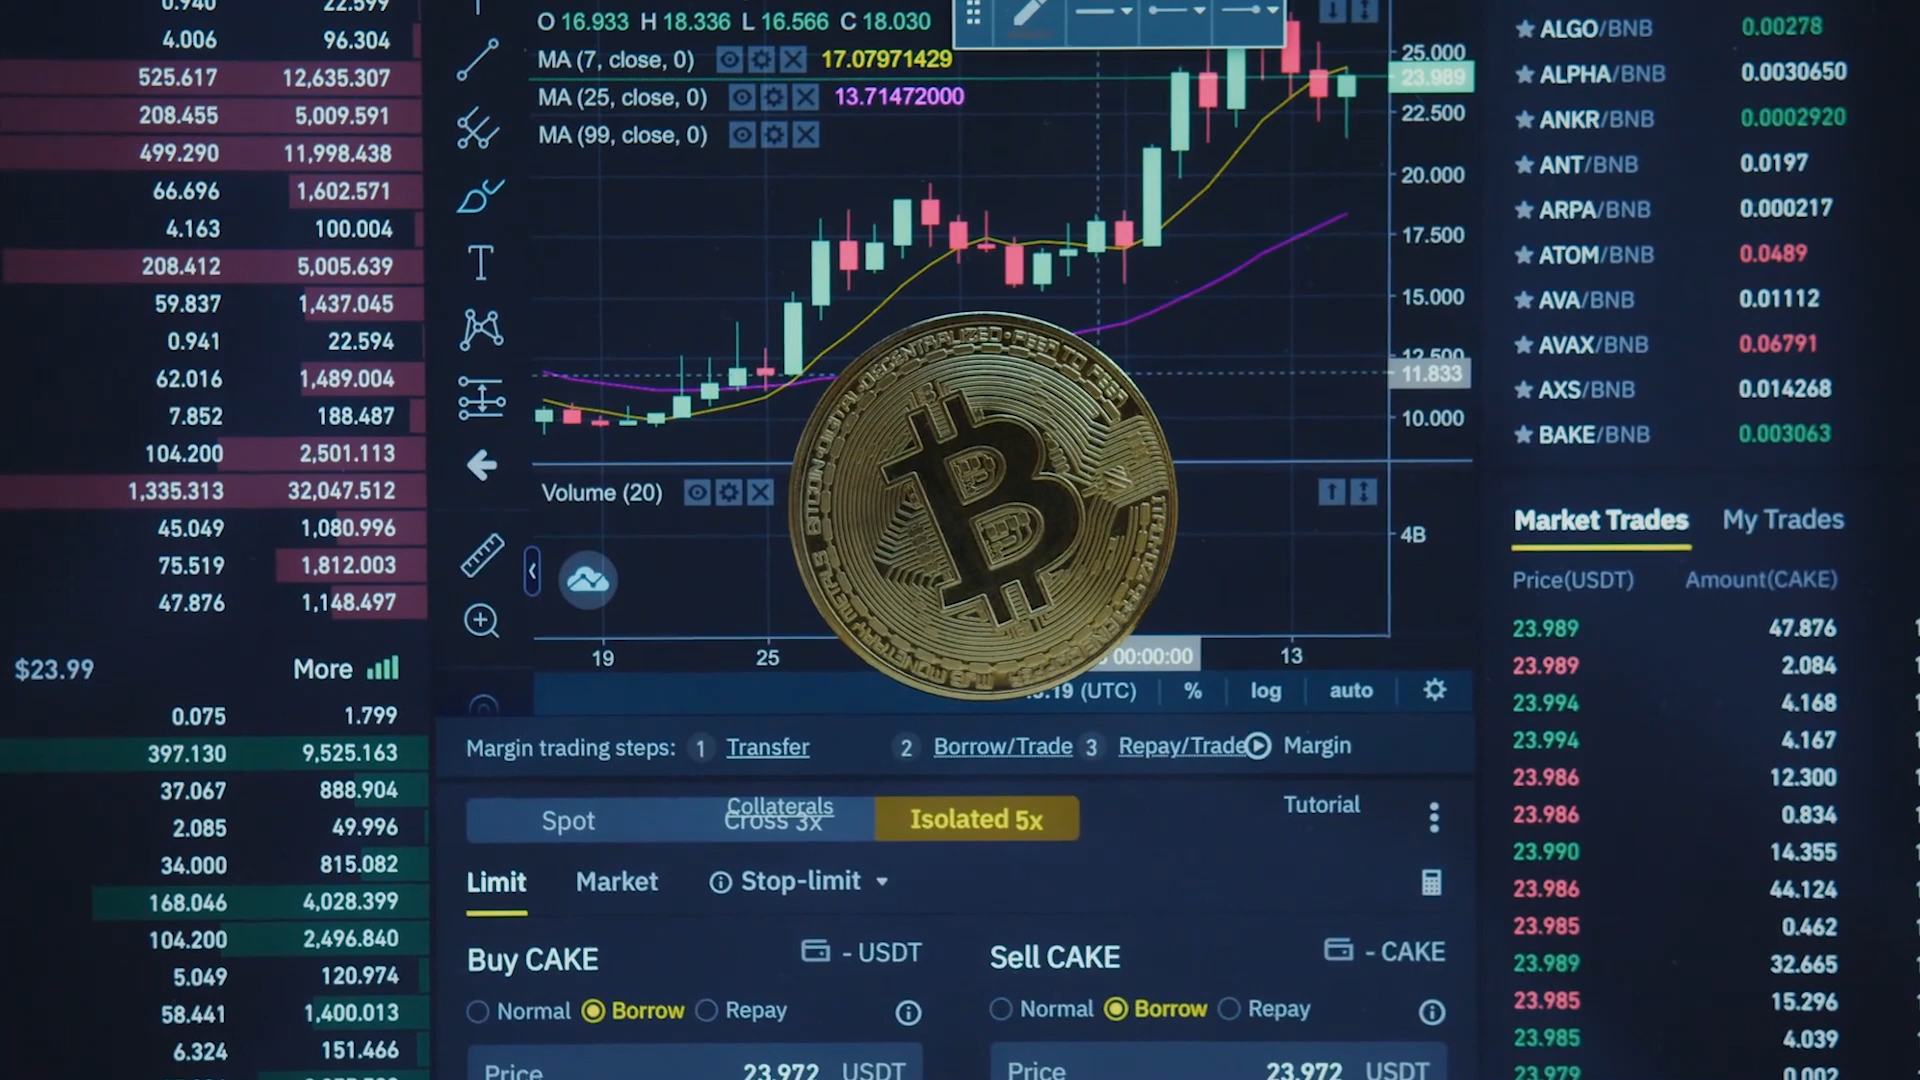 0.940 22.599
4.006 96.304
525.617 12,635.307
208.455 5,009.591
499.290 11,998.438
66.696 1,602.571
4.163 100.004
208.412 5,005.639
59.837 1,437.045
0.941 22.594
62.016 1,489.004
7.852 188.487
104.200 2,501.113
1,335.313 32,047.512
45.049 1,080.996
75.519 1,812.003
47.876 1,148.497
$23.99 More
0.075 1.799
397.130 9,525.163
37.067 888.904
2.085 49.996
34.000 815.082
168.046 4,028.399
104.200 2,496.840
5.049 120.974
58.441 1,400.013
6.324 151.466
O 16.933 H 18.336 L 16.566 C 18.030
MA (7, close, 0) 17.07971429
MA (25, close, 0) 13.71472000
MA (99, close, 0)
25.000
23.989
22.500
20.000
17.500
15.000
12.500
11.833
10.000
Volume (20)
4B
19 25 00:00:00 13
(UTC) % log auto
BITCOIN DIGITAL DECENTRALIZED PEER TO PEER
Margin trading steps: 1 Transfer 2 Borrow/Trade 3 Repay/Trade Margin
Collaterals Tutorial
Spot Cross 3x Isolated 5x
Limit Market Stop-limit
Buy CAKE - USDT
Normal Borrow Repay
Price 23.972 USDT
Sell CAKE - CAKE
Normal Borrow Repay
Price 23.972 USDT
ALGO/BNB 0.00278
ALPHA/BNB 0.0030650
ANKR/BNB 0.0002920
ANT/BNB 0.0197
ARPA/BNB 0.000217
ATOM/BNB 0.0489
AVA/BNB 0.01112
AVAX/BNB 0.06791
AXS/BNB 0.014268
BAKE/BNB 0.003063
Market Trades My Trades
Price(USDT) Amount(CAKE)
23.989 47.876
23.989 2.084
23.994 4.168
23.994 4.167
23.986 12.300
23.986 0.834
23.990 14.355
23.986 44.124
23.985 0.462
23.989 32.665
23.985 15.296
23.985 4.039
23.979 0.002